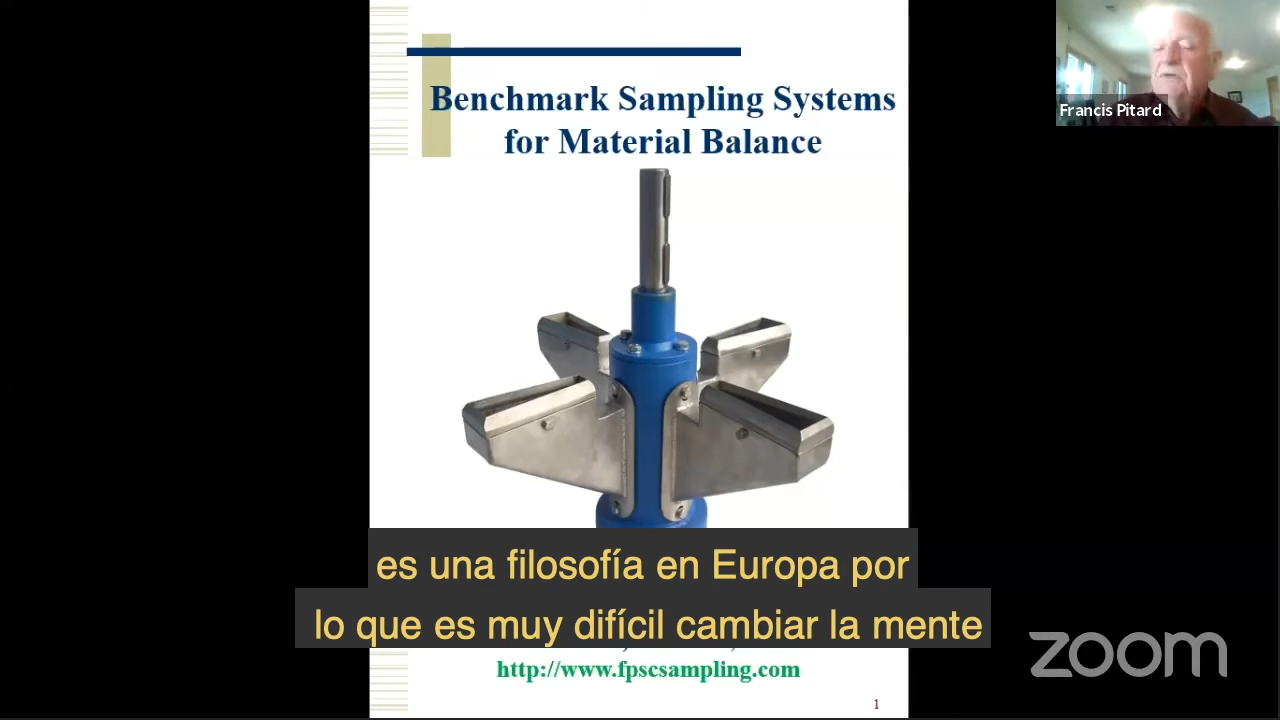 Benchmark Sampling Systems
for Material Balance
Francis Pitard
es una filosofía en Europa por
lo que es muy difícil cambiar la mente
http://www.fpscsampling.com
zoom
1